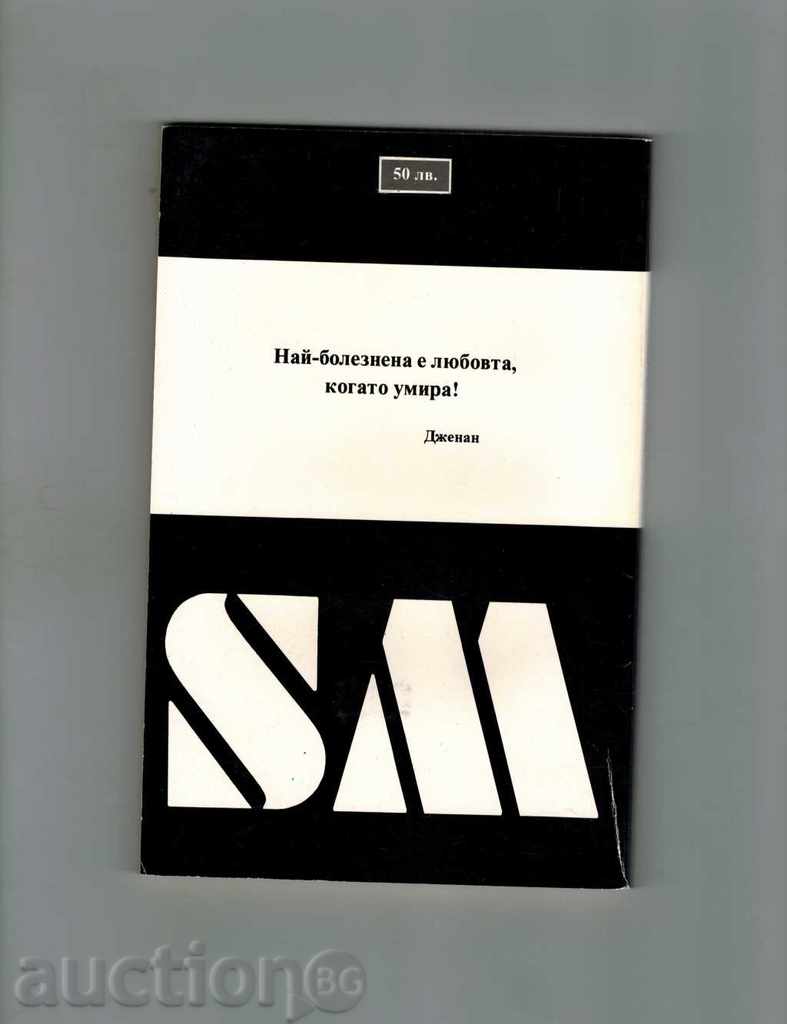 50 лв.
Най-болезнена е любовта,
когато умира!
Дженан
SM
auctionBG